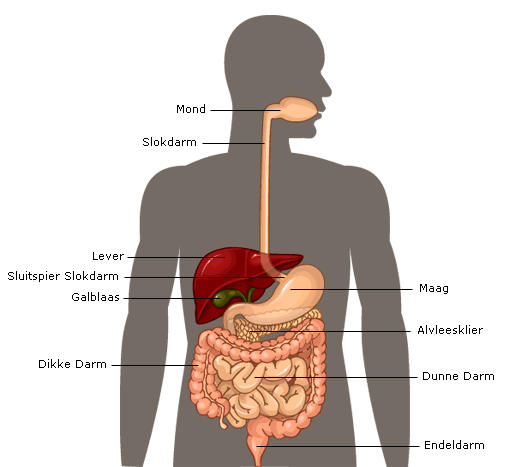 Mond
Slokdarm
Lever
Sluitspier Slokdarm
Galblaas
Maag
Alvleesklier
Dikke Darm
Dunne Darm
Endeldarm